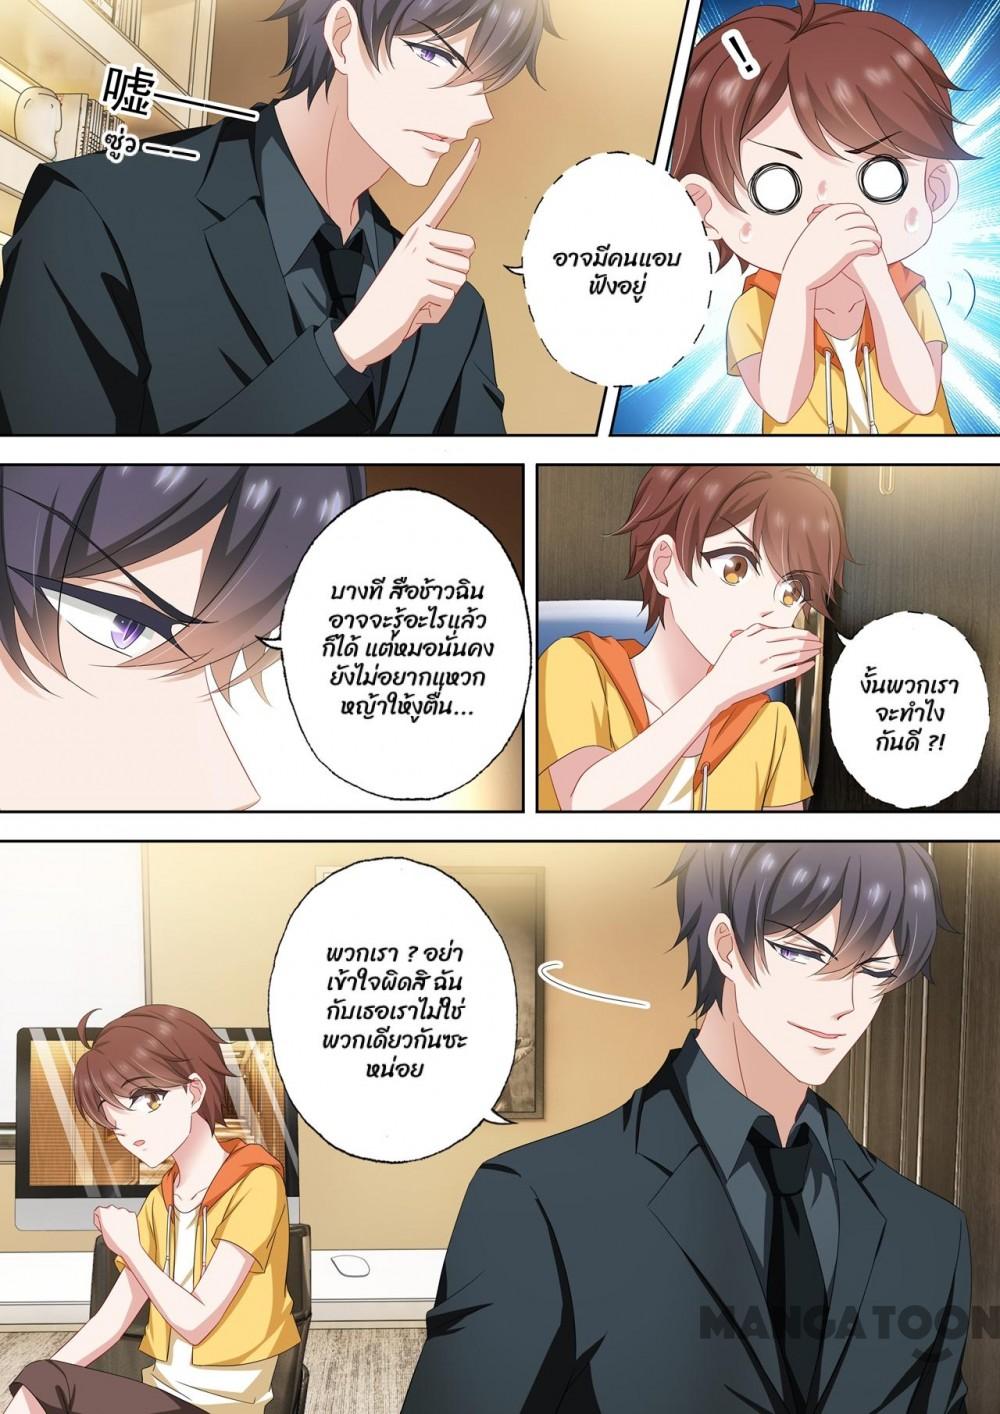 嘘——
ซู่ว——
!
อาจมีคนแอบ
ฟังอยู่
บางที สือช้าวฉิน
อาจจะรู้อะไรแล้ว
ก็ได้ แต่หมอนั่นคง
ยังไม่อยากแหวก
หญ้าให้งูตื่น...
งั้นพวกเรา
จะทำไง
กันดี ?!
พวกเรา ? อย่า
เข้าใจผิดสิ ฉัน
กับเธอเราไม่ใช่
พวกเดียวกันซะ
หน่อย
MANGATOON